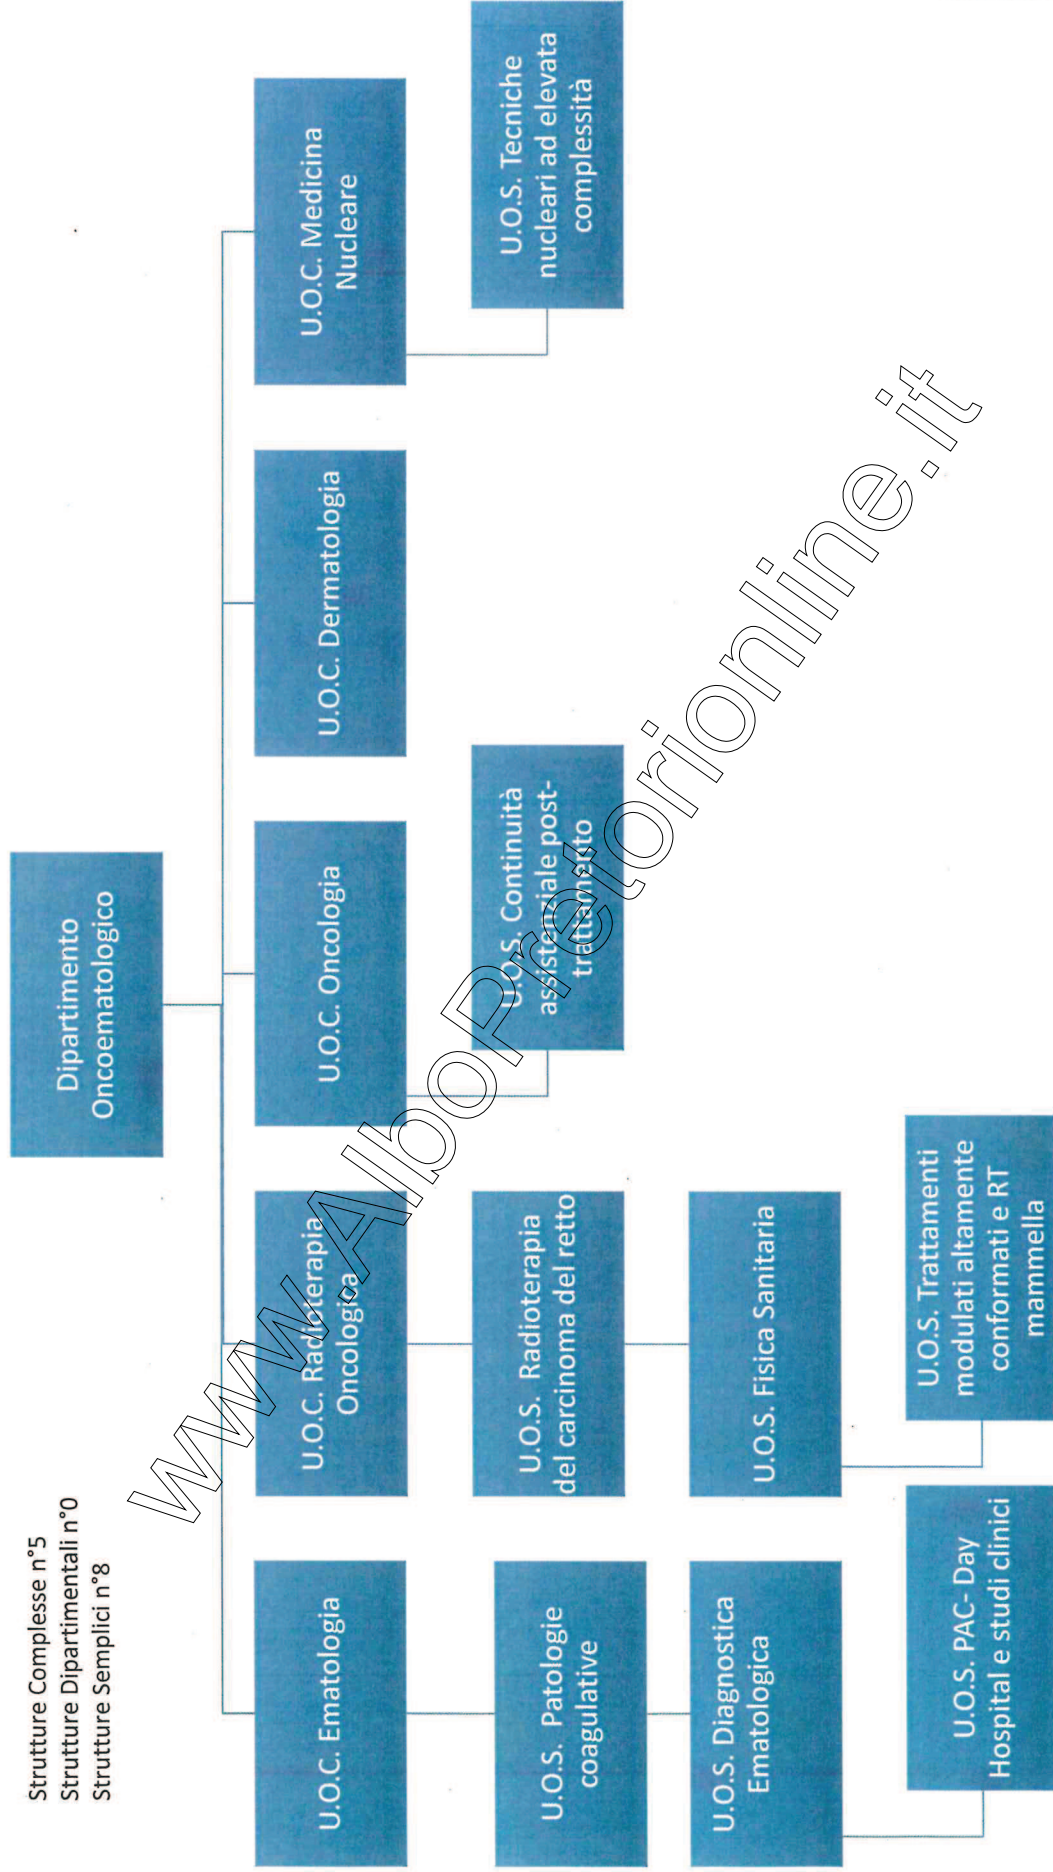 Strutture Complesse n°5
Strutture Dipartimentali n°0
Strutture Semplici n°8
Dipartimento
Oncoematologico
U.O.C. Ematologia
U.O.C. Radioterapia
Oncologica
U.O.C. Oncologia
U.O.C. Dermatologia
U.O.C. Medicina
Nucleare
U.O.S. Patologie
coagulative
U.O.S. Radioterapia
del carcinoma del retto
U.O.S. Continuità
assistenziale post-
trattamento
U.O.S. Tecniche
nucleari ad elevata
complessità
U.O.S. Diagnostica
Ematologica
U.O.S. Fisica Sanitaria
U.O.S. PAC- Day
Hospital e studi clinici
U.O.S. Trattamenti
modulati altamente
conformati e RT
mammella
www.AlboPretorionline.it